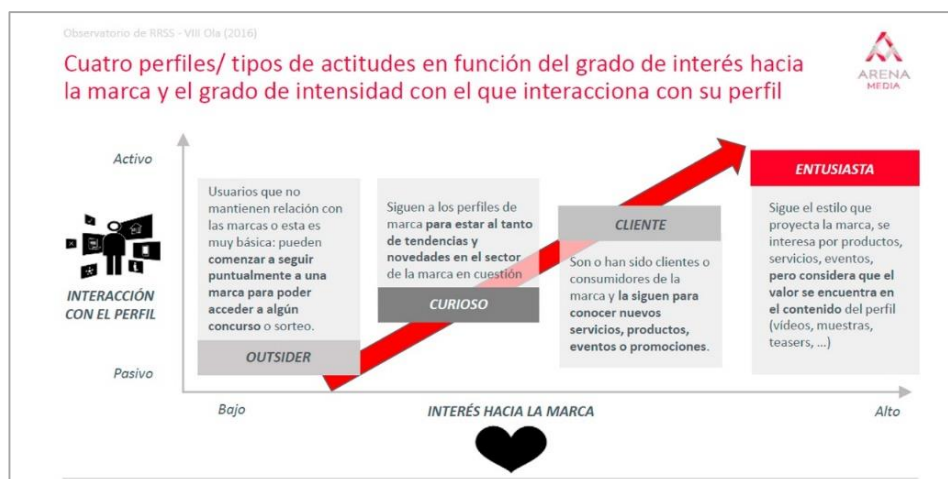 Observatorio de RRSS - VIII Ola (2016)
Cuatro perfiles/ tipos de actitudes en función del grado de interés hacia
la marca y el grado de intensidad con el que interacciona con su perfil
ARENA
MEDIA
Activo
INTERACCIÓN
CON EL PERFIL
Pasivo
Usuarios que no
mantienen relación con
las marcas o esta es
muy básica: pueden
comenzar a seguir
puntualmente a una
marca para poder
acceder a algún
concurso o sorteo.
OUTSIDER
Siguen a los perfiles de
marca para estar al tanto
de tendencias y
novedades en el sector
de la marca en cuestión
CURIOSO
CLIENTE
Son o han sido clientes o
consumidores de la
marca y la siguen para
conocer nuevos
servicios, productos,
eventos o promociones.
ENTUSIASTA
Sigue el estilo que
proyecta la marca, se
interesa por productos,
servicios, eventos,
pero considera que el
valor se encuentra en
el contenido del perfil
(vídeos, muestras,
teasers, ...)
Bajo
INTERÉS HACIA LA MARCA
Alto